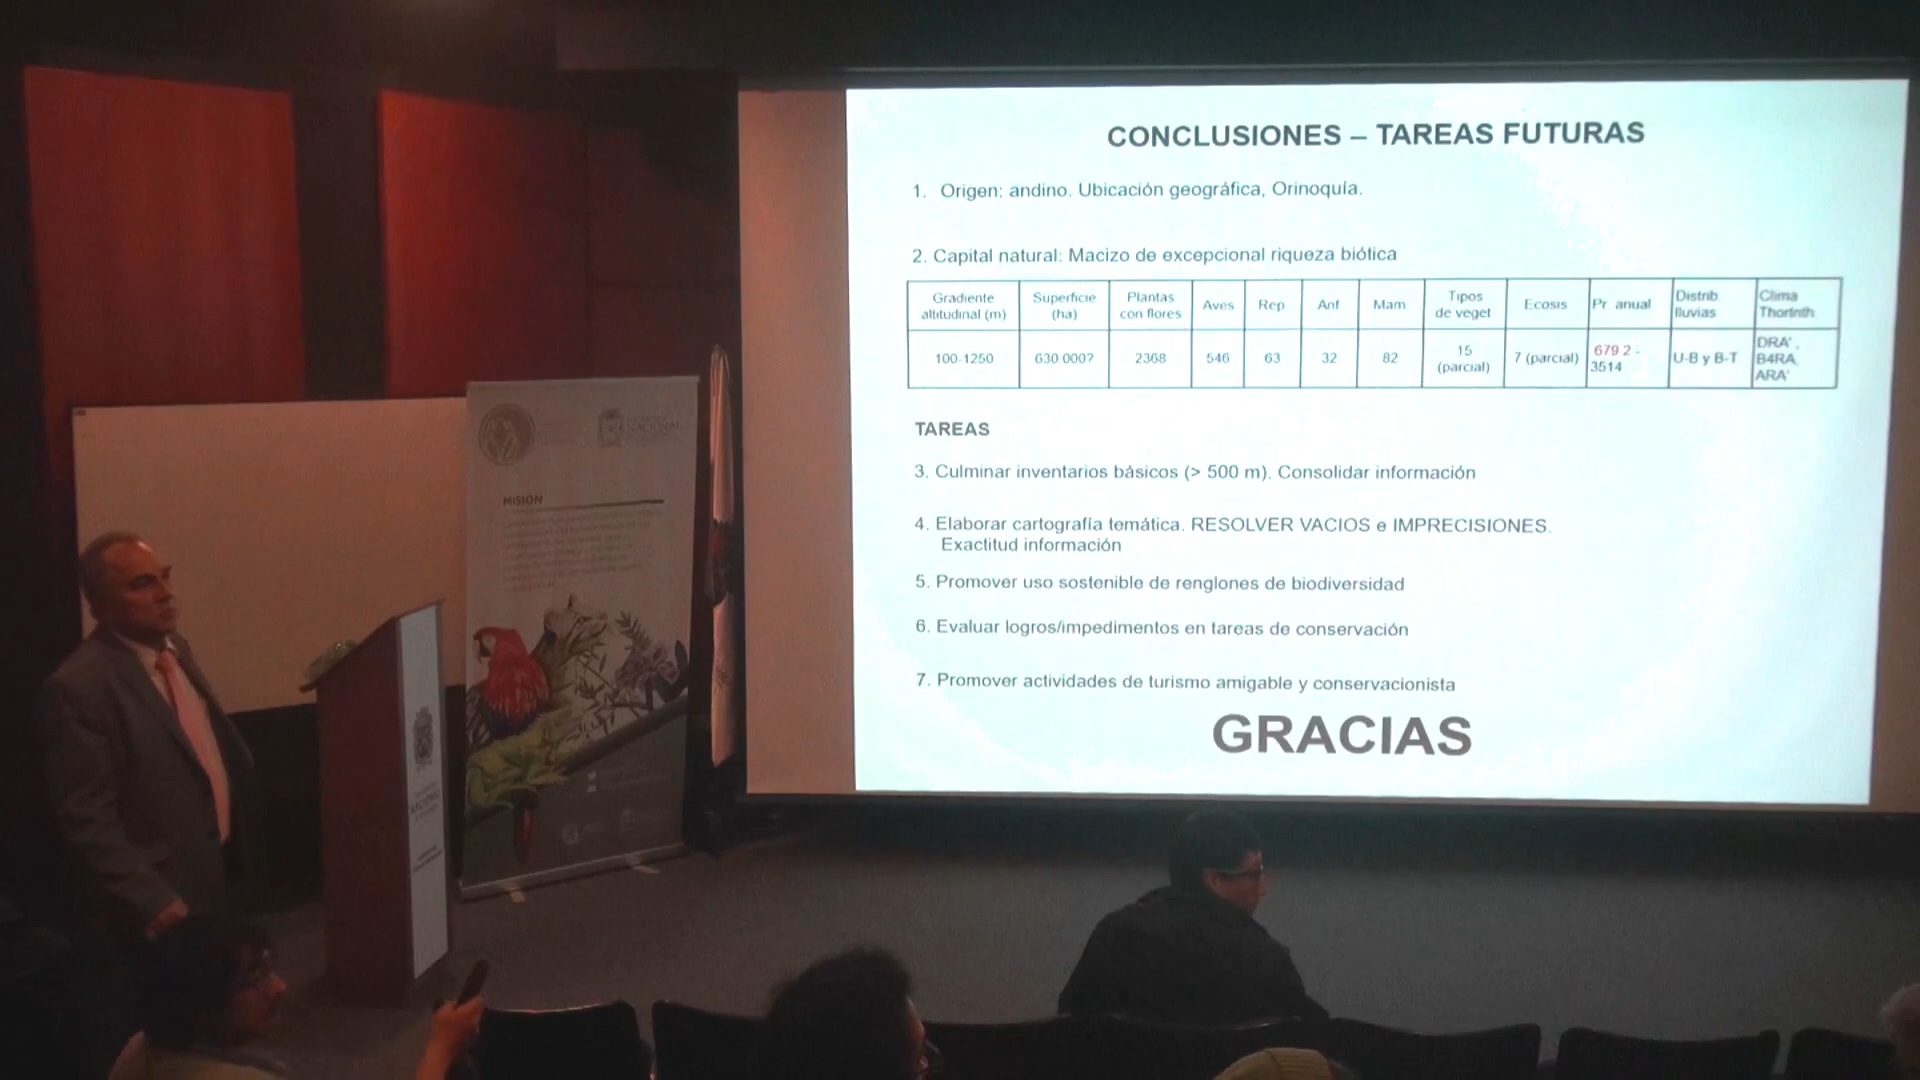 CONCLUSIONES – TAREAS FUTURAS
1. Origen: andino. Ubicación geográfica, Orinoquía.
2. Capital natural: Macizo de excepcional riqueza biótica
Gradiente altitudinal (m) Superficie (ha) Plantas con flores Aves Rep Anf Mam Tipos de veget Ecosis Pr anual Distrib lluvias Clima Thorinth
100-1250 630 000? 2368 546 63 32 82 15 (parcial) 7 (parcial) 679 2 - 3514 U-B y B-T DRA', B4RA, ARA'
TAREAS
3. Culminar inventarios básicos (> 500 m). Consolidar información
4. Elaborar cartografía temática. RESOLVER VACIOS e IMPRECISIONES.
Exactitud información
5. Promover uso sostenible de renglones de biodiversidad
6. Evaluar logros/impedimentos en tareas de conservación
7. Promover actividades de turismo amigable y conservacionista
GRACIAS
NACIONAL
MISIÓN
NACIONAL